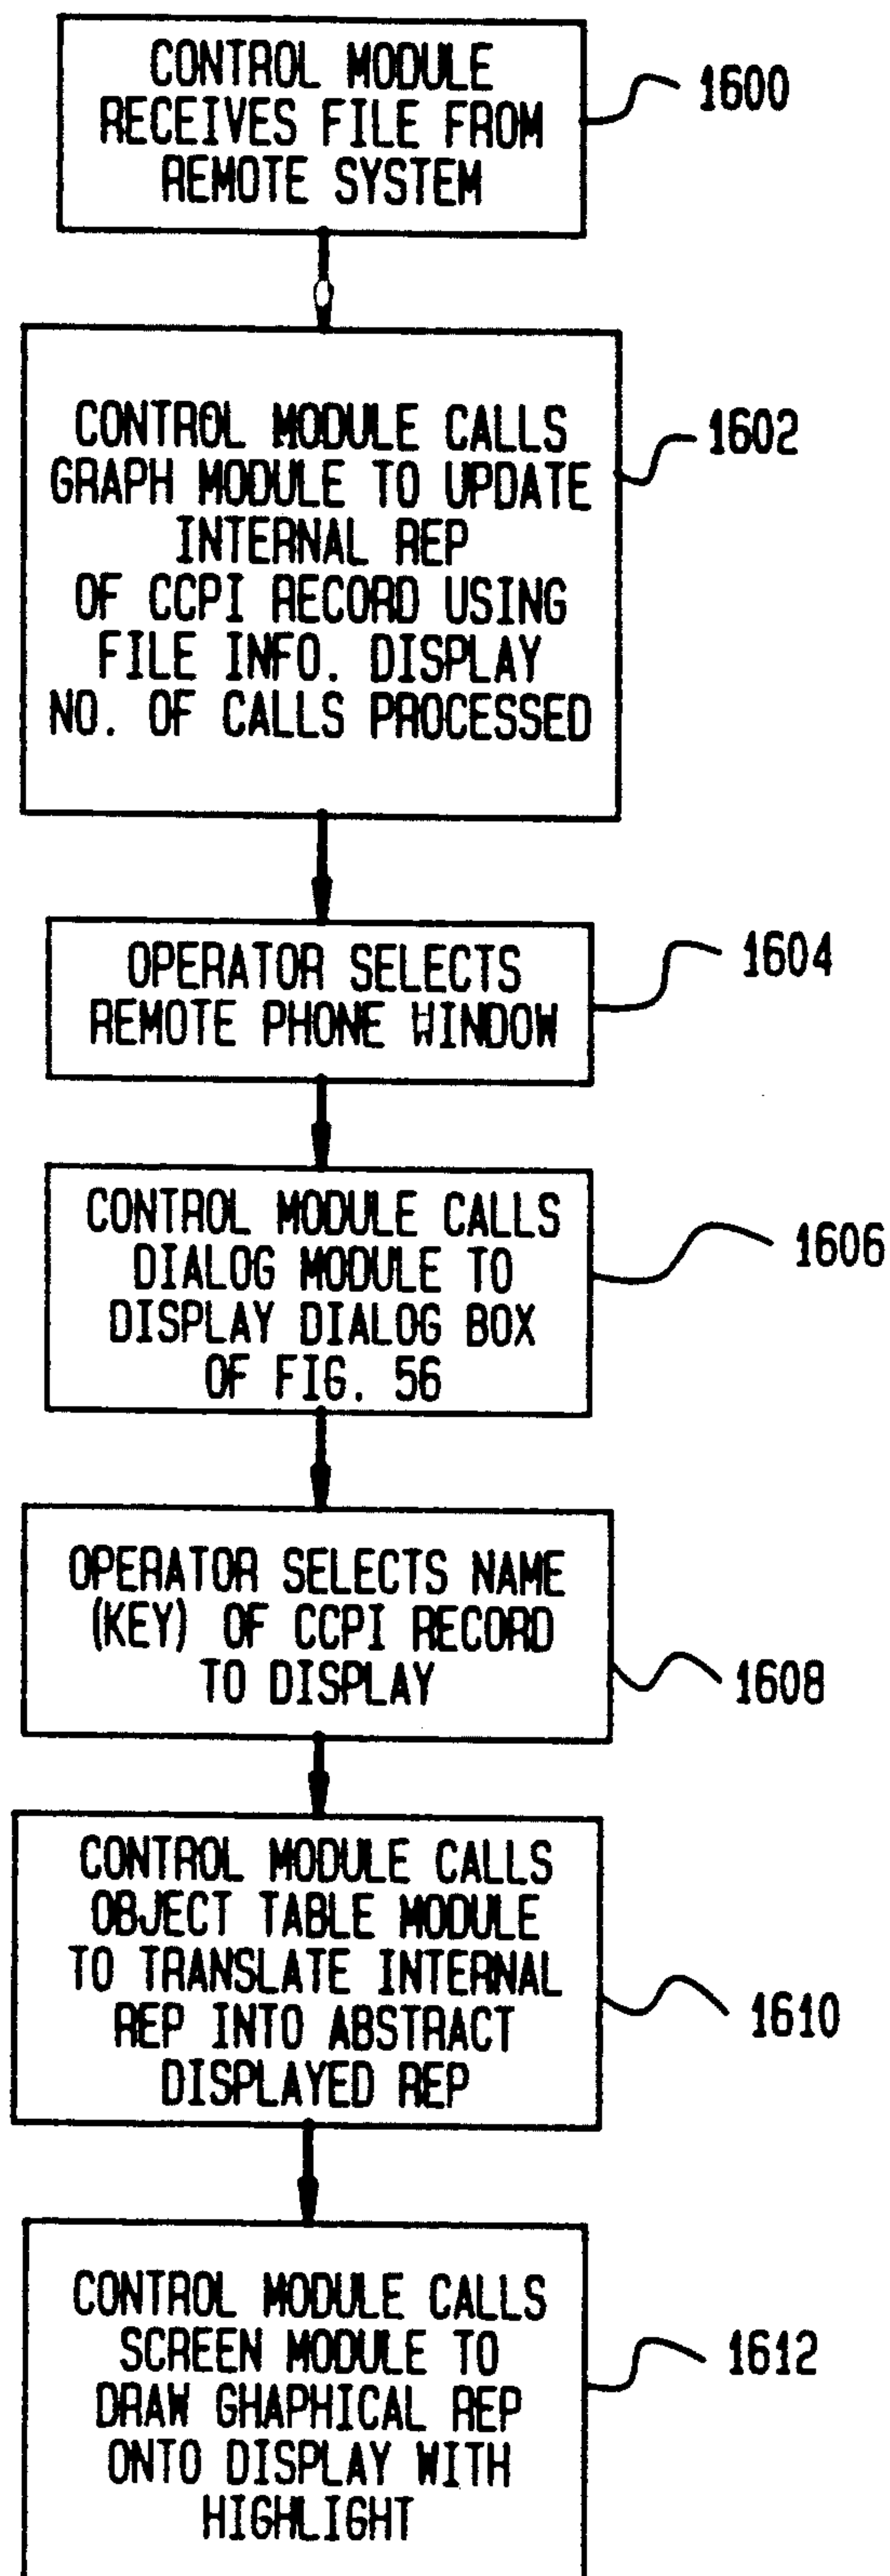 CONTROL MODULE
RECEIVES FILE FROM
REMOTE SYSTEM
1600
CONTROL MODULE CALLS
GRAPH MODULE TO UPDATE
INTERNAL REP
OF CCPI RECORD USING
FILE INFO. DISPLAY
NO. OF CALLS PROCESSED
1602
OPERATOR SELECTS
REMOTE PHONE WINDOW
1604
CONTROL MODULE CALLS
DIALOG MODULE TO
DISPLAY DIALOG BOX
OF FIG. 56
1606
OPERATOR SELECTS NAME
(KEY) OF CCPI RECORD
TO DISPLAY
1608
CONTROL MODULE CALLS
OBJECT TABLE MODULE
TO TRANSLATE INTERNAL
REP INTO ABSTRACT
DISPLAYED REP
1610
CONTROL MODULE CALLS
SCREEN MODULE TO
DRAW GHAPHICAL REP
ONTO DISPLAY WITH
HIGHLIGHT
1612